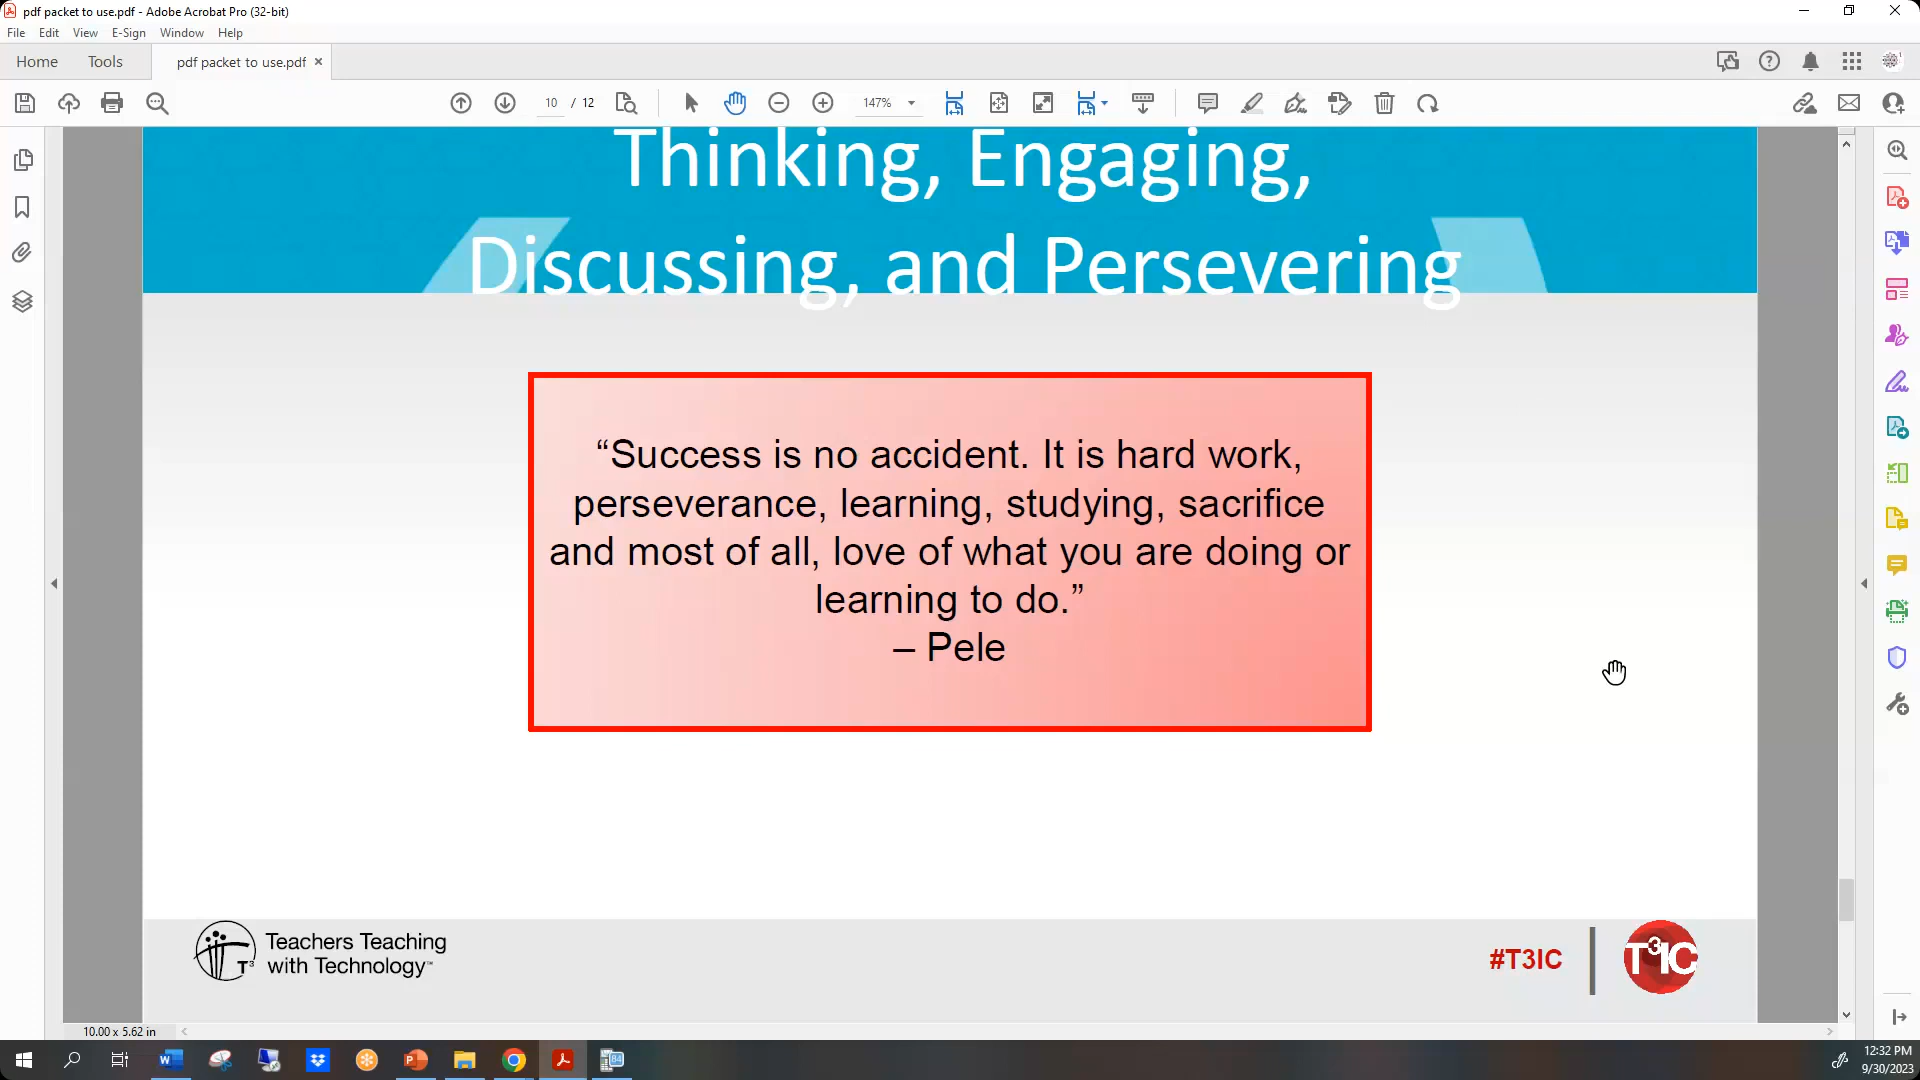 pdf packet to use.pdf - Adobe Acrobat Pro (32-bit)
File Edit View E-Sign Window Help
Home Tools pdf packet to use.pdf
10 / 12 147%
Thinking, Engaging,
Discussing, and Persevering
“Success is no accident. It is hard work,
perseverance, learning, studying, sacrifice
and most of all, love of what you are doing or
learning to do.”
– Pele
T³ Teachers Teaching
with Technology™
#T3IC T³IC
10.00 x 5.62 in
84
12:32 PM
9/30/2023